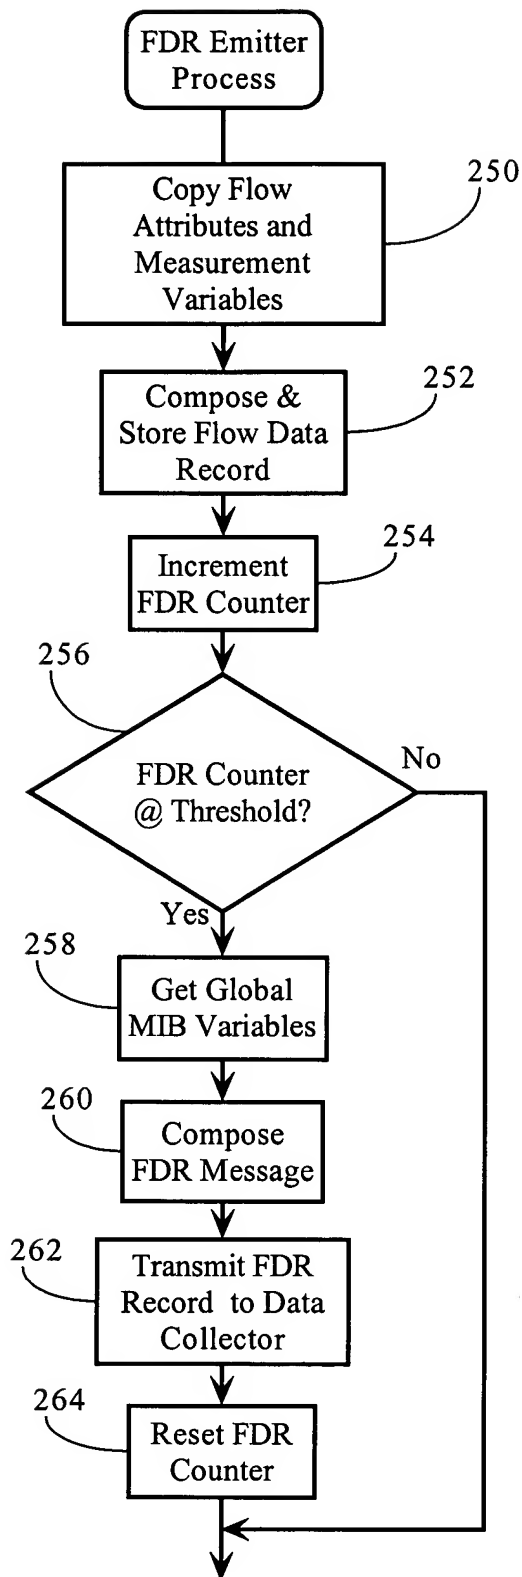 FDR Emitter
Process
250
Copy Flow
Attributes and
Measurement
Variables
252
Compose &
Store Flow Data
Record
254
Increment
FDR Counter
256
FDR Counter
@ Threshold?
No
Yes
258
Get Global
MIB Variables
260
Compose
FDR Message
262
Transmit FDR
Record to Data
Collector
264
Reset FDR
Counter